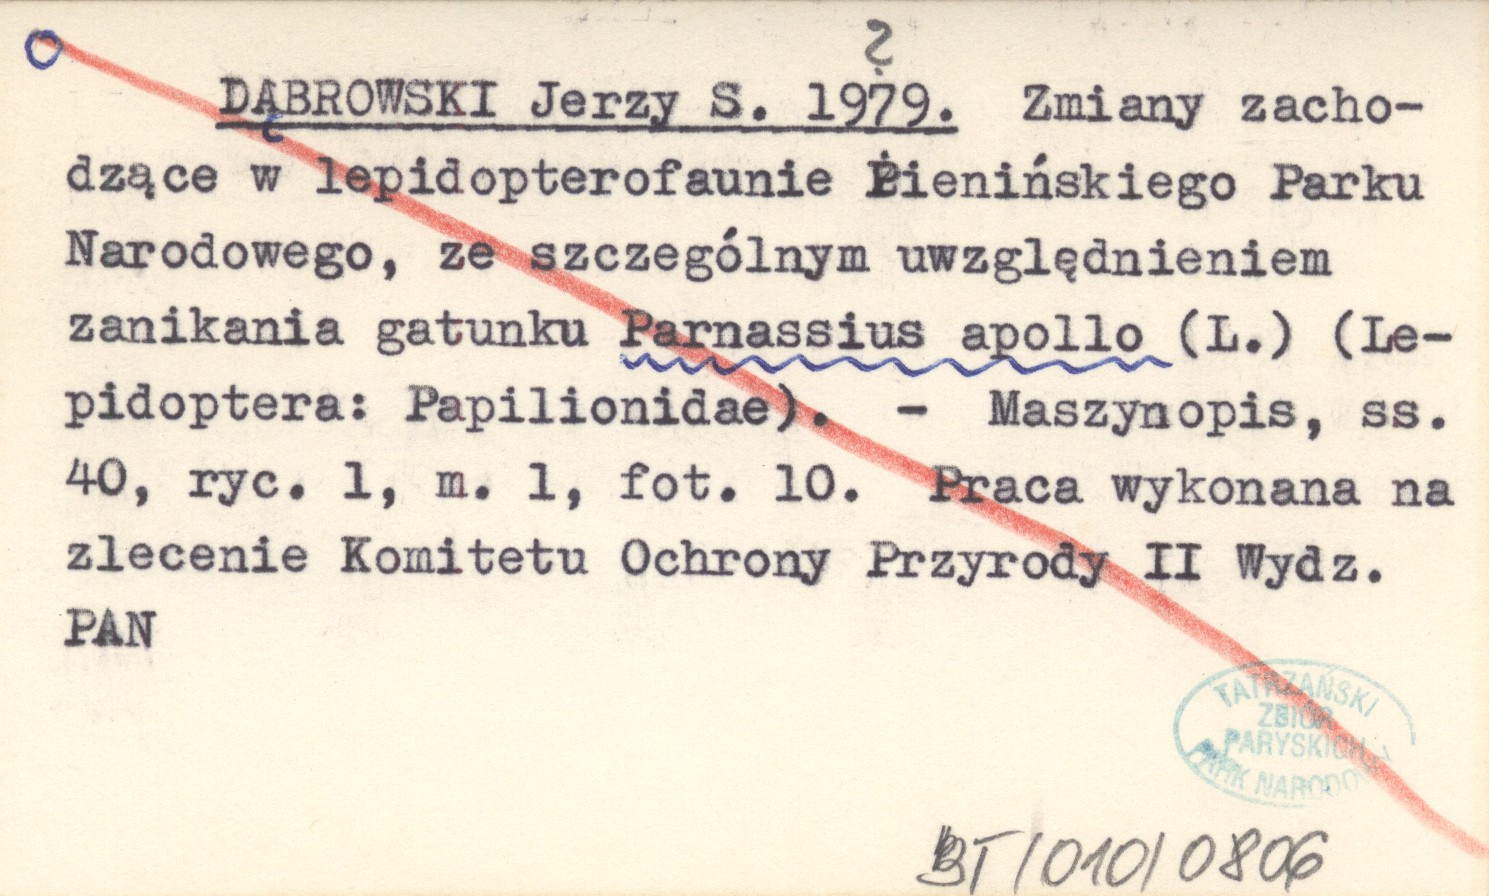 ?
DĄBROWSKI Jerzy S. 1979. Zmiany zacho-
dzące w lepidopterofaunie Pienińskiego Parku
Narodowego, ze szczególnym uwzględnieniem
zanikania gatunku Parnassius apollo (L.) (Le-
pidoptera: Papilionidae). - Maszynopis, ss.
40, ryc. 1, m. 1, fot. 10. Praca wykonana na
zlecenie Komitetu Ochrony Przyrody II Wydz.
PAN
TATRZAŃSKI
ZBIÓR
PARYSKICH
PARK NARODOWY
BT/010/0806